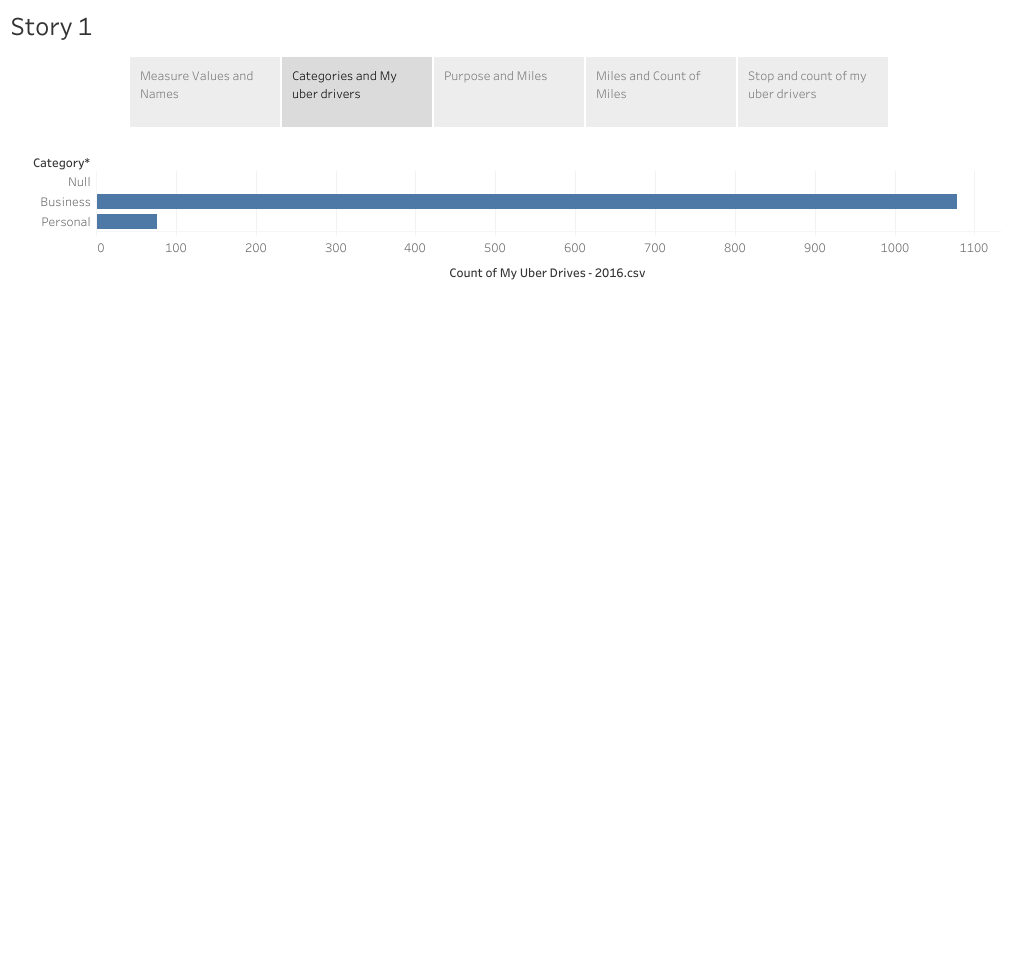 Story 1
Measure Values and
Names
Categories and My
uber drivers
Purpose and Miles
Miles and Count of
Miles
Stop and count of my
uber drivers
Category*
Null
Business
Personal
0 100 200 300 400 500 600 700 800 900 1000 1100
Count of My Uber Drives - 2016.csv